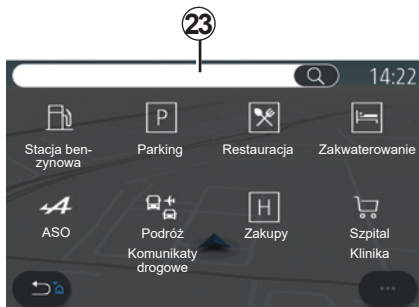 23
14:22
Stacja ben-
zynowa
Parking
Restauracja
Zakwaterowanie
P
H
ASO
Podróż
Komunikaty
drogowe
Zakupy
Szpital
Klinika